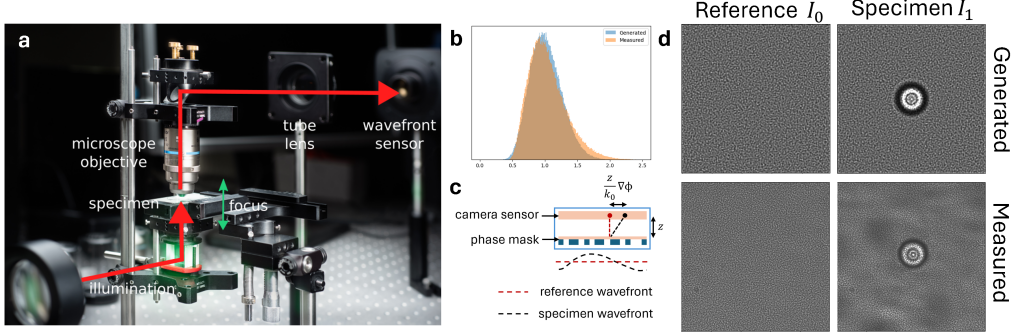 a
microscope
objective
tube
lens
wavefront
sensor
specimen
focus
illumination
b
Generated
Measured
0.0 0.5 1.0 1.5 2.0 2.5
c
z/k₀ ∇ϕ
camera sensor
z
phase mask
reference wavefront
specimen wavefront
d
Reference I₀
Specimen I₁
Generated
Measured